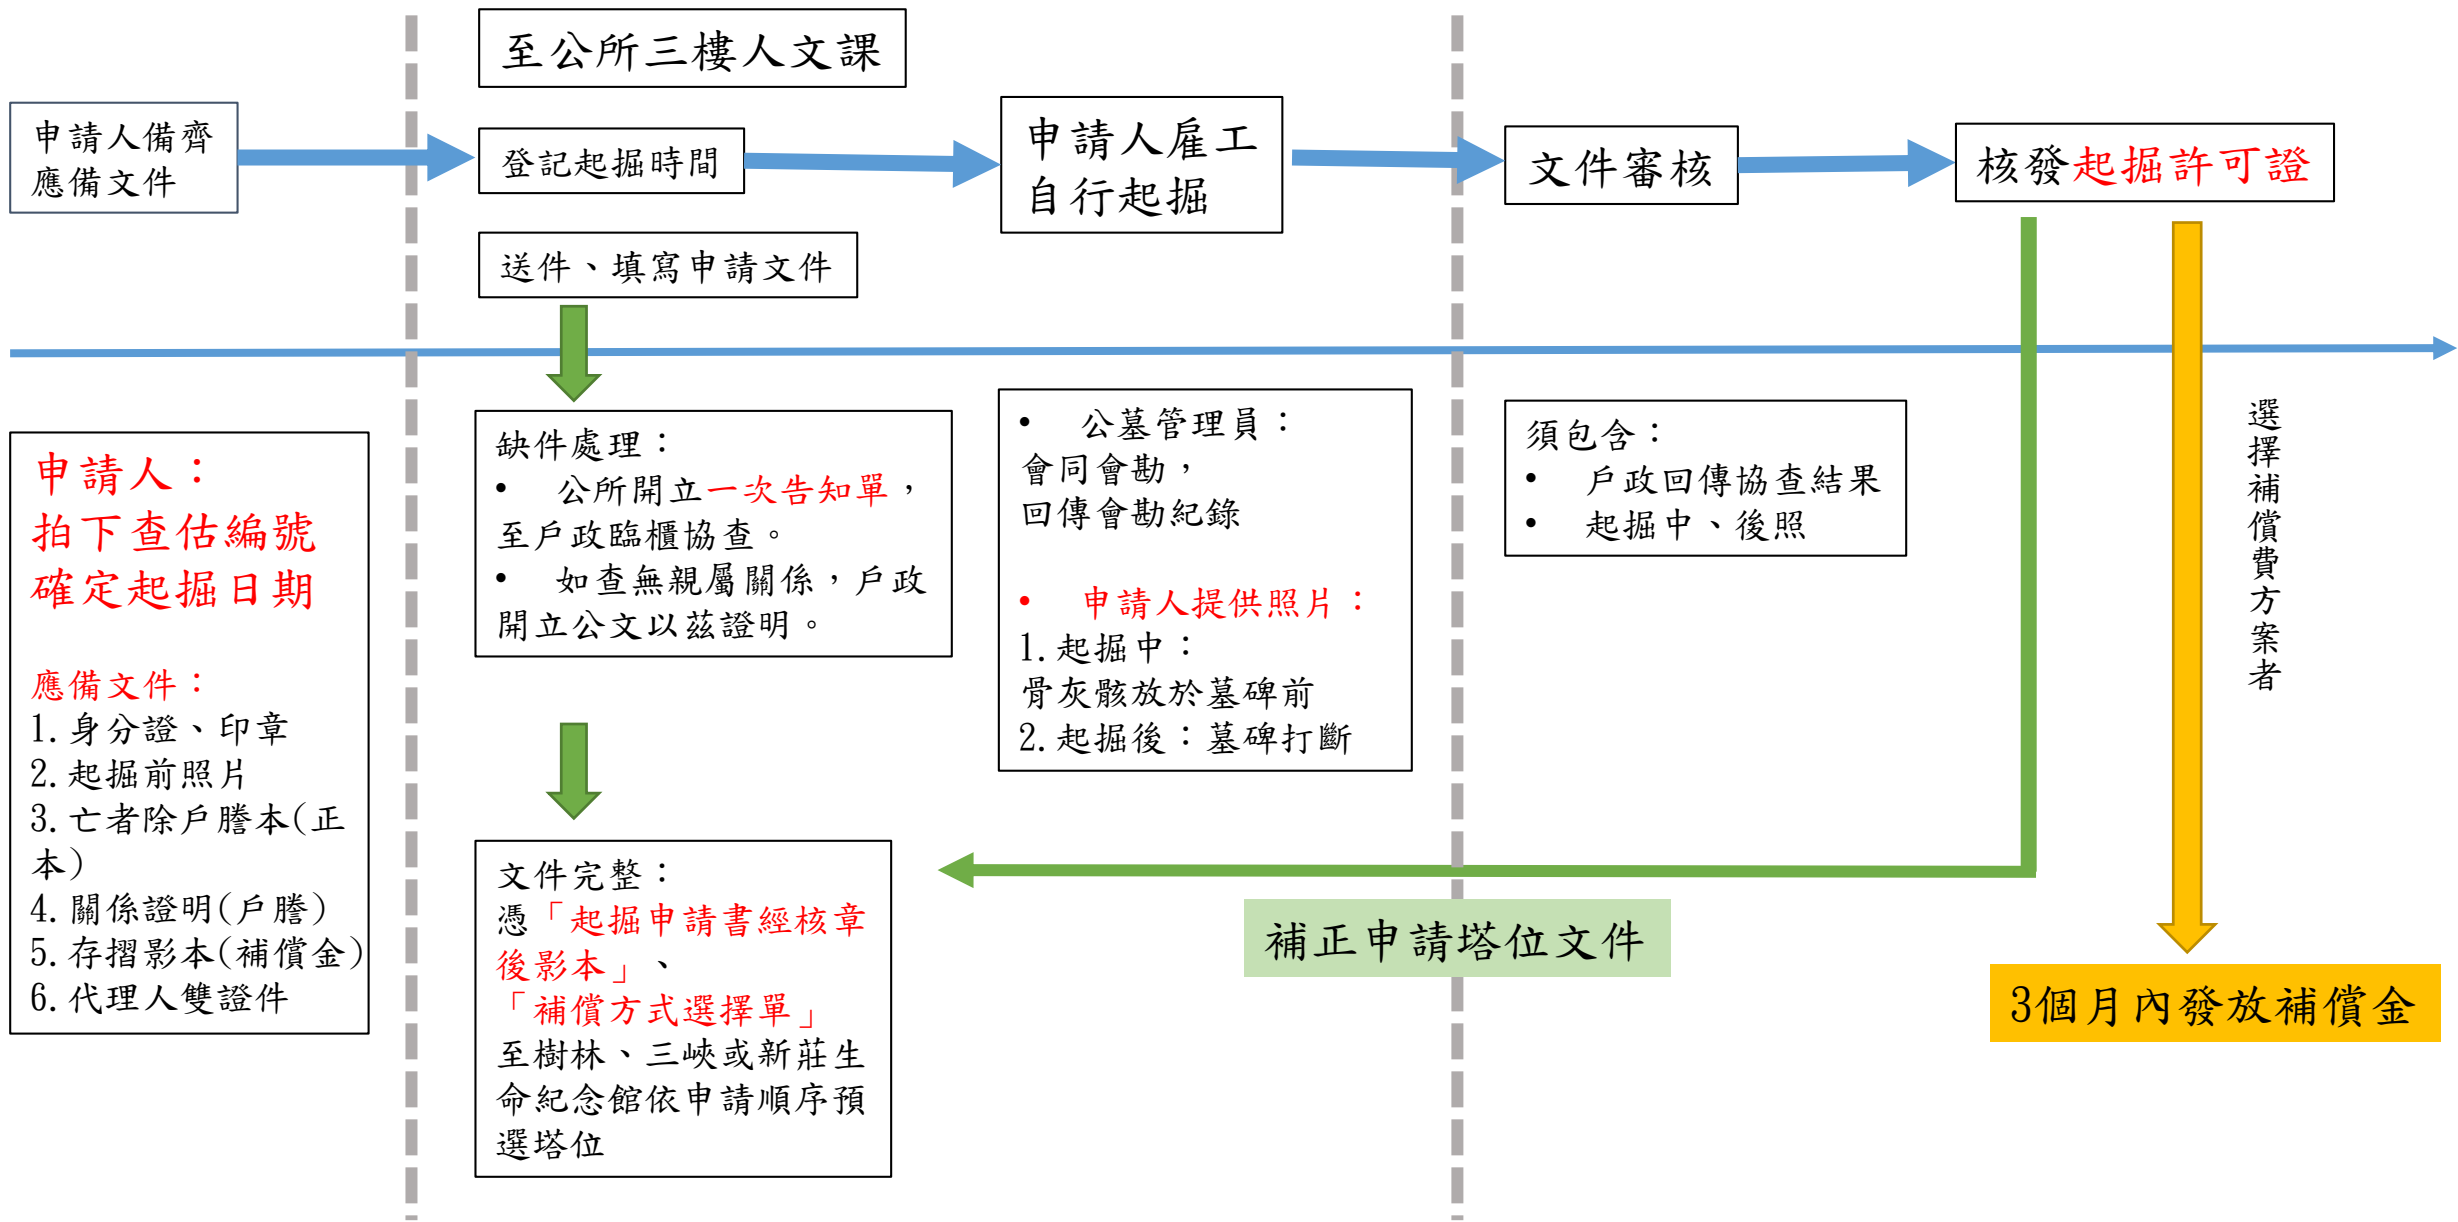 至公所三樓人文課
申請人備齊
應備文件
登記起掘時間
送件、填寫申請文件
申請人雇工
自行起掘
文件審核
核發起掘許可證
申請人：
拍下查估編號
確定起掘日期
應備文件：
1.身分證、印章
2.起掘前照片
3.亡者除戶謄本(正
本)
4.關係證明(戶謄)
5.存摺影本(補償金)
6.代理人雙證件
缺件處理：
• 公所開立一次告知單，
至戶政臨櫃協查。
• 如查無親屬關係，戶政
開立公文以茲證明。
文件完整：
憑「起掘申請書經核章
後影本」、
「補償方式選擇單」
至樹林、三峽或新莊生
命紀念館依申請順序預
選塔位
• 公墓管理員：
會同會勘，
回傳會勘紀錄
• 申請人提供照片：
1.起掘中：
骨灰骸放於墓碑前
2.起掘後：墓碑打斷
須包含：
• 戶政回傳協查結果
• 起掘中、後照
補正申請塔位文件
選擇補償費方案者
3個月內發放補償金